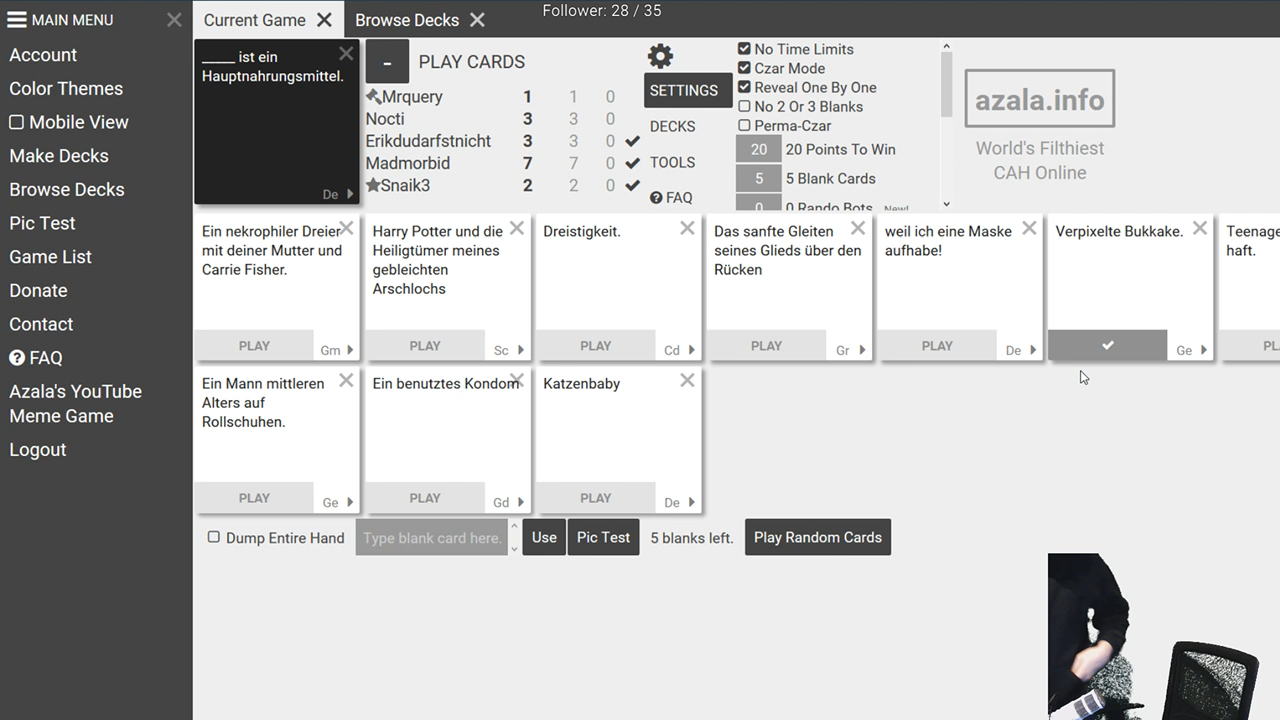 Follower: 28 / 35
MAIN MENU
Account
Color Themes
Mobile View
Make Decks
Browse Decks
Pic Test
Game List
Donate
Contact
FAQ
Azala's YouTube
Meme Game
Logout
Current Game
Browse Decks
_____ ist ein
Hauptnahrungsmittel.
De
-
PLAY CARDS
Mrquery 1 1 0
Nocti 3 3 0
Erikdudarfstnicht 3 3 0
Madmorbid 7 7 0
Snaik3 2 2 0
SETTINGS
DECKS
TOOLS
FAQ
No Time Limits
Czar Mode
Reveal One By One
No 2 Or 3 Blanks
Perma-Czar
20 20 Points To Win
5 5 Blank Cards
0 0 Rando Bots New!
azala.info
World's Filthiest
CAH Online
Ein nekrophiler Dreier
mit deiner Mutter und
Carrie Fisher.
PLAY Gm
Harry Potter und die
Heiligtümer meines
gebleichten
Arschlochs
PLAY Sc
Dreistigkeit.
PLAY Cd
Das sanfte Gleiten
seines Glieds über den
Rücken
PLAY Gr
weil ich eine Maske
aufhabe!
PLAY De
Verpixelte Bukkake.
Ge
Teenage
haft.
PL
Ein Mann mittleren
Alters auf
Rollschuhen.
PLAY Ge
Ein benutztes Kondom
PLAY Gd
Katzenbaby
PLAY De
Dump Entire Hand
Type blank card here.
Use
Pic Test
5 blanks left.
Play Random Cards